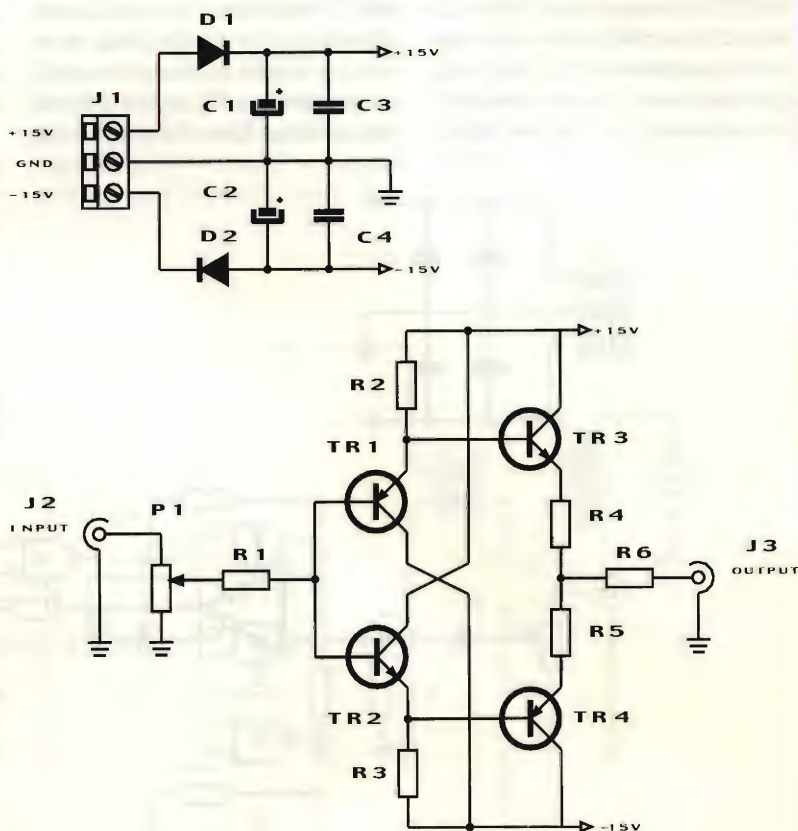 D1
+15V
J1
C1
C3
+15V
GND
-15V
C2
D2
C4
-15V
+15V
R2
TR1
TR3
J2
INPUT
P1
R1
R4
R6
J3
OUTPUT
R5
TR2
TR4
R3
-15V